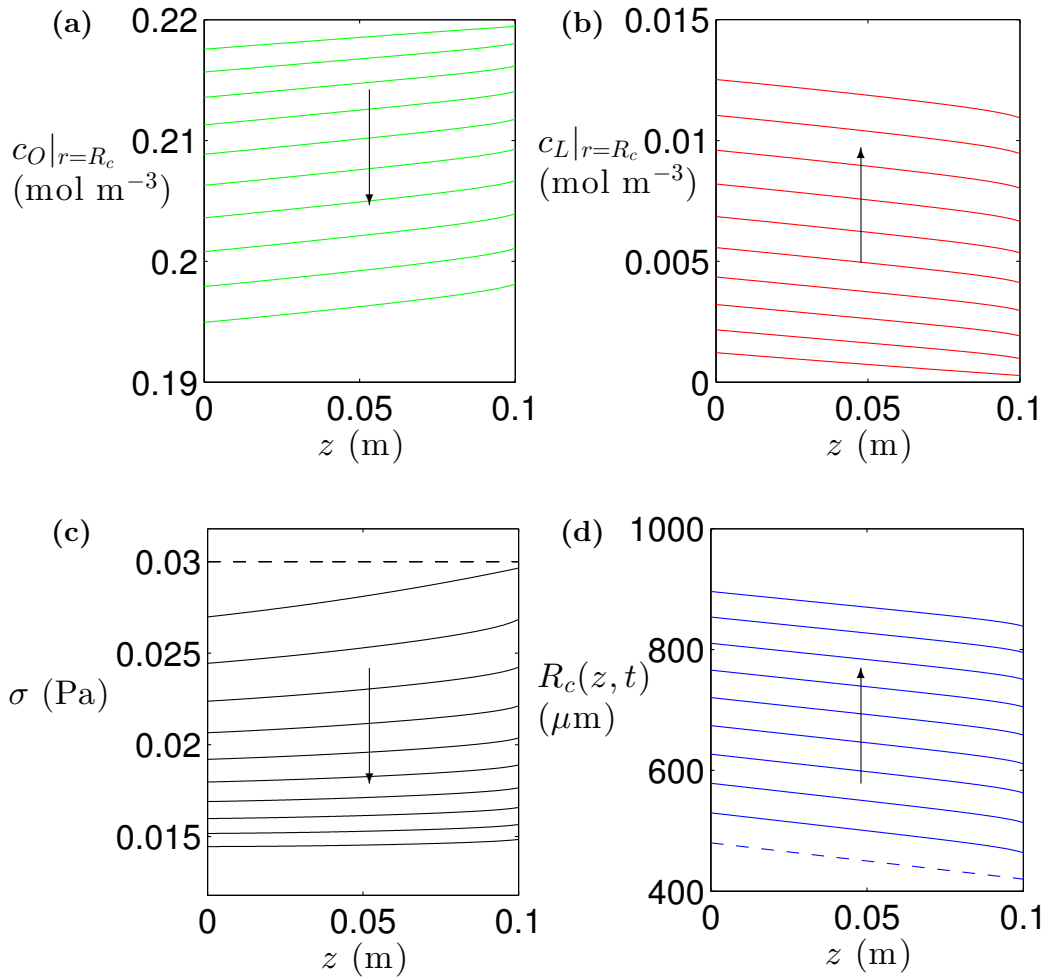 (a)
0.22
0.21
0.2
0.19
c_O|_{r=R_c}
(mol m^{-3})
0
0.05
0.1
z (m)
(b)
0.015
0.01
0.005
0
c_L|_{r=R_c}
(mol m^{-3})
0
0.05
0.1
z (m)
(c)
0.03
0.025
0.02
0.015
σ (Pa)
0
0.05
0.1
z (m)
(d)
1000
800
600
400
R_c(z, t)
(μm)
0
0.05
0.1
z (m)